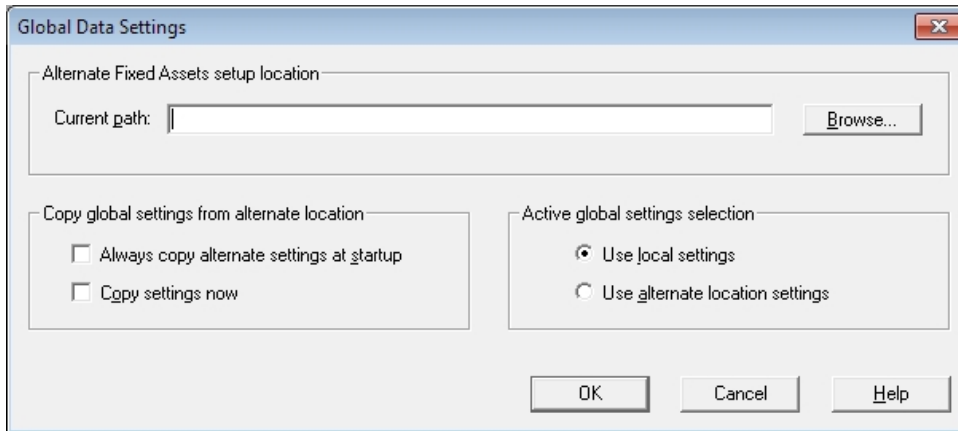 Global Data Settings
Alternate Fixed Assets setup location
Current path:
Browse...
Copy global settings from alternate location
Always copy alternate settings at startup
Copy settings now
Active global settings selection
Use local settings
Use alternate location settings
OK
Cancel
Help